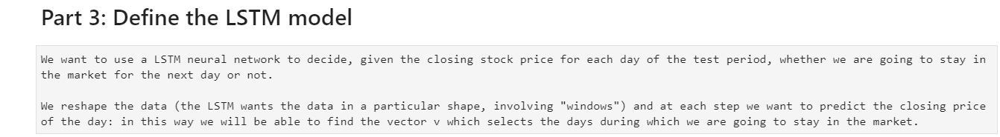 Part 3: Define the LSTM model
We want to use a LSTM neural network to decide, given the closing stock price for each day of the test period, whether we are going to stay in
the market for the next day or not.
We reshape the data (the LSTM wants the data in a particular shape, involving "windows") and at each step we want to predict the closing price
of the day: in this way we will be able to find the vector v which selects the days during which we are going to stay in the market.